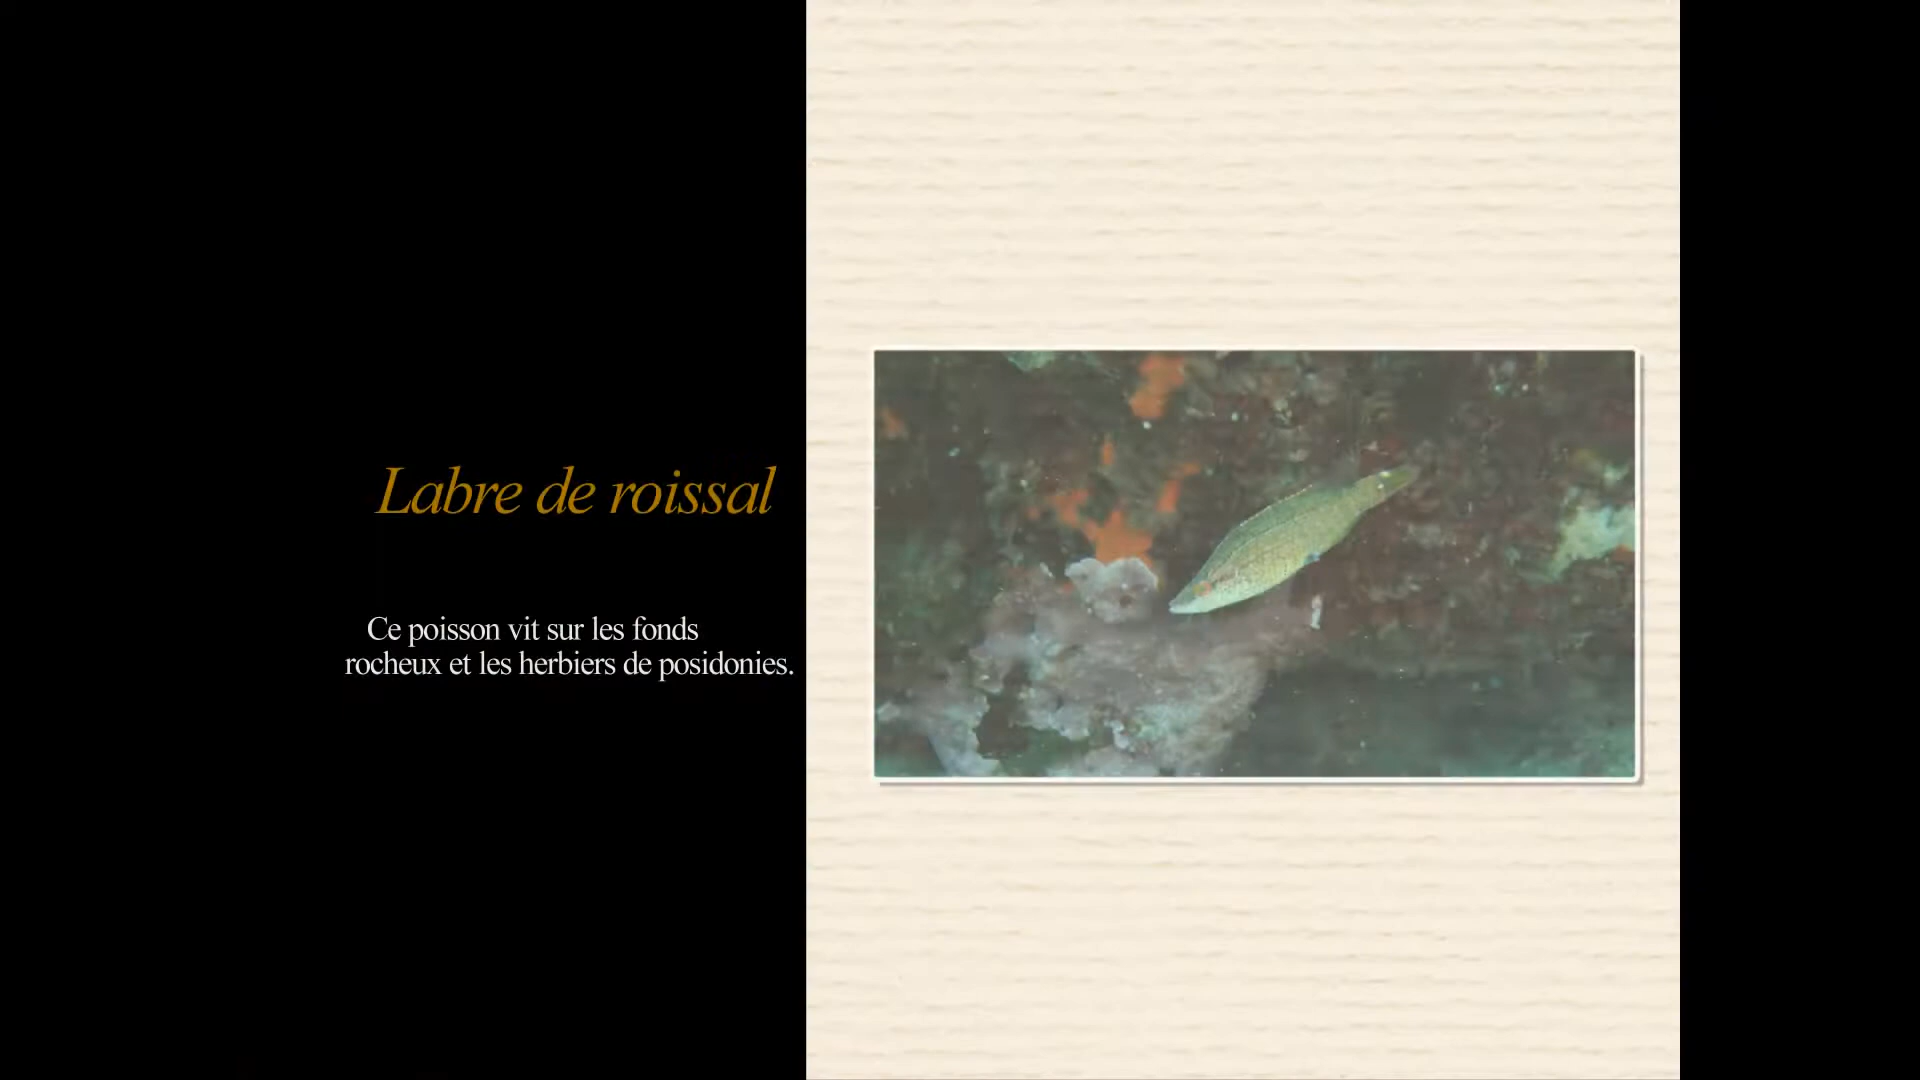 Labre de roissal
Ce poisson vit sur les fonds
rocheux et les herbiers de posidonies.